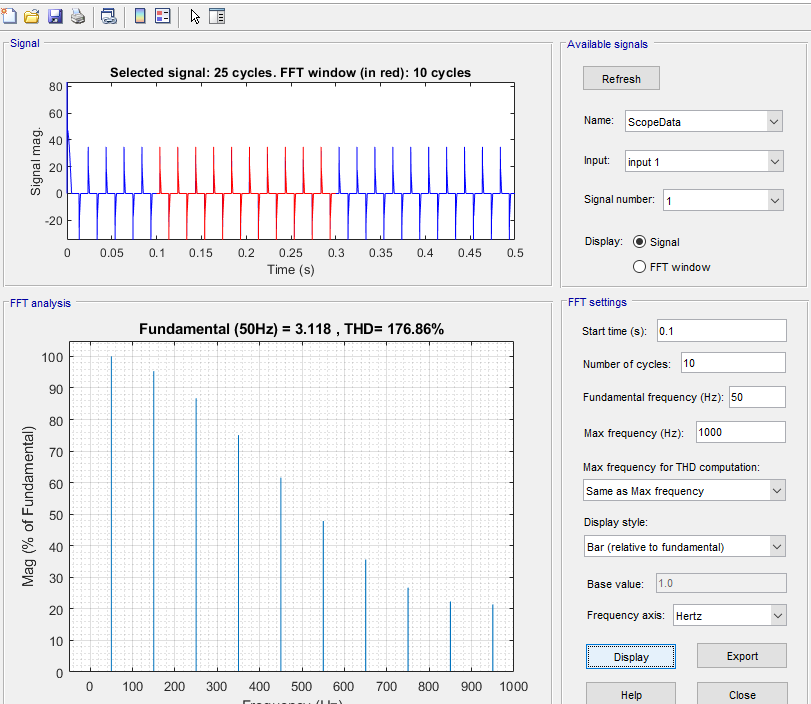 Signal
Selected signal: 25 cycles. FFT window (in red): 10 cycles
Signal mag.
80
60
40
20
0
-20
0 0.05 0.1 0.15 0.2 0.25 0.3 0.35 0.4 0.45 0.5
Time (s)
Available signals
Refresh
Name: ScopeData
Input: input 1
Signal number: 1
Display: Signal
FFT window
FFT analysis
Fundamental (50Hz) = 3.118 , THD= 176.86%
Mag (% of Fundamental)
100
90
80
70
60
50
40
30
20
10
0
0 100 200 300 400 500 600 700 800 900 1000
Frequency (Hz)
FFT settings
Start time (s): 0.1
Number of cycles: 10
Fundamental frequency (Hz): 50
Max frequency (Hz): 1000
Max frequency for THD computation:
Same as Max frequency
Display style:
Bar (relative to fundamental)
Base value: 1.0
Frequency axis: Hertz
Display Export
Help Close